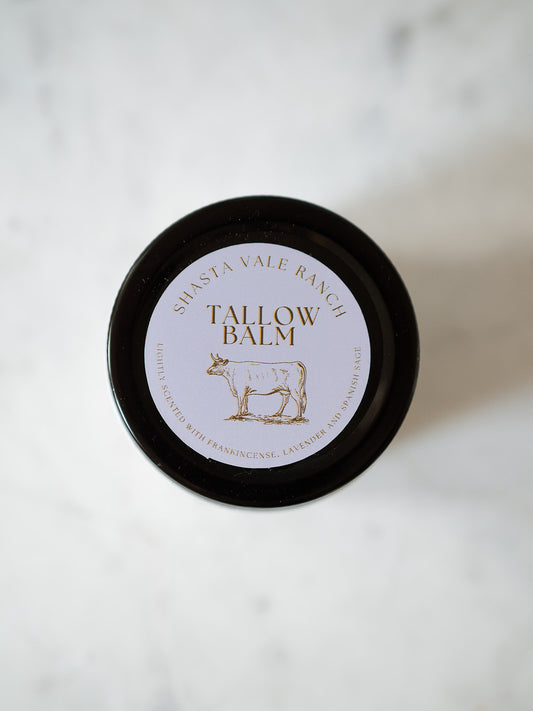 SHASTA VALE RANCH
TALLOW
BALM
LIGHTLY SCENTED WITH FRANKINCENSE, LAVENDER AND SPANISH SAGE